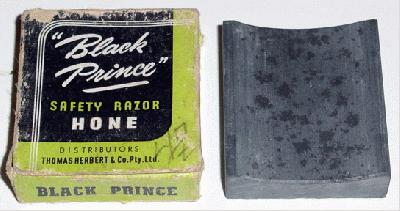 "Black
Prince"
SAFETY RAZOR
HONE
DISTRIBUTORS
THOMAS HERBERT & Co. Pty. Ltd.
BLACK PRINCE